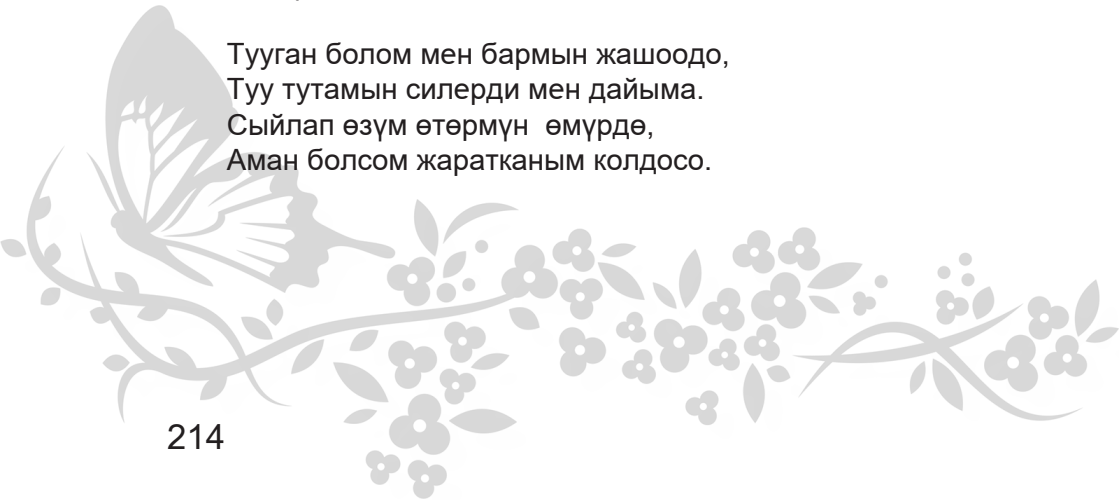 Тууган болом мен бармын жашоодо,
Туу тутамын силерди мен дайыма.
Сыйлап өзүм өтөрмүн өмүрдө,
Аман болсом жаратканым колдосо.
214